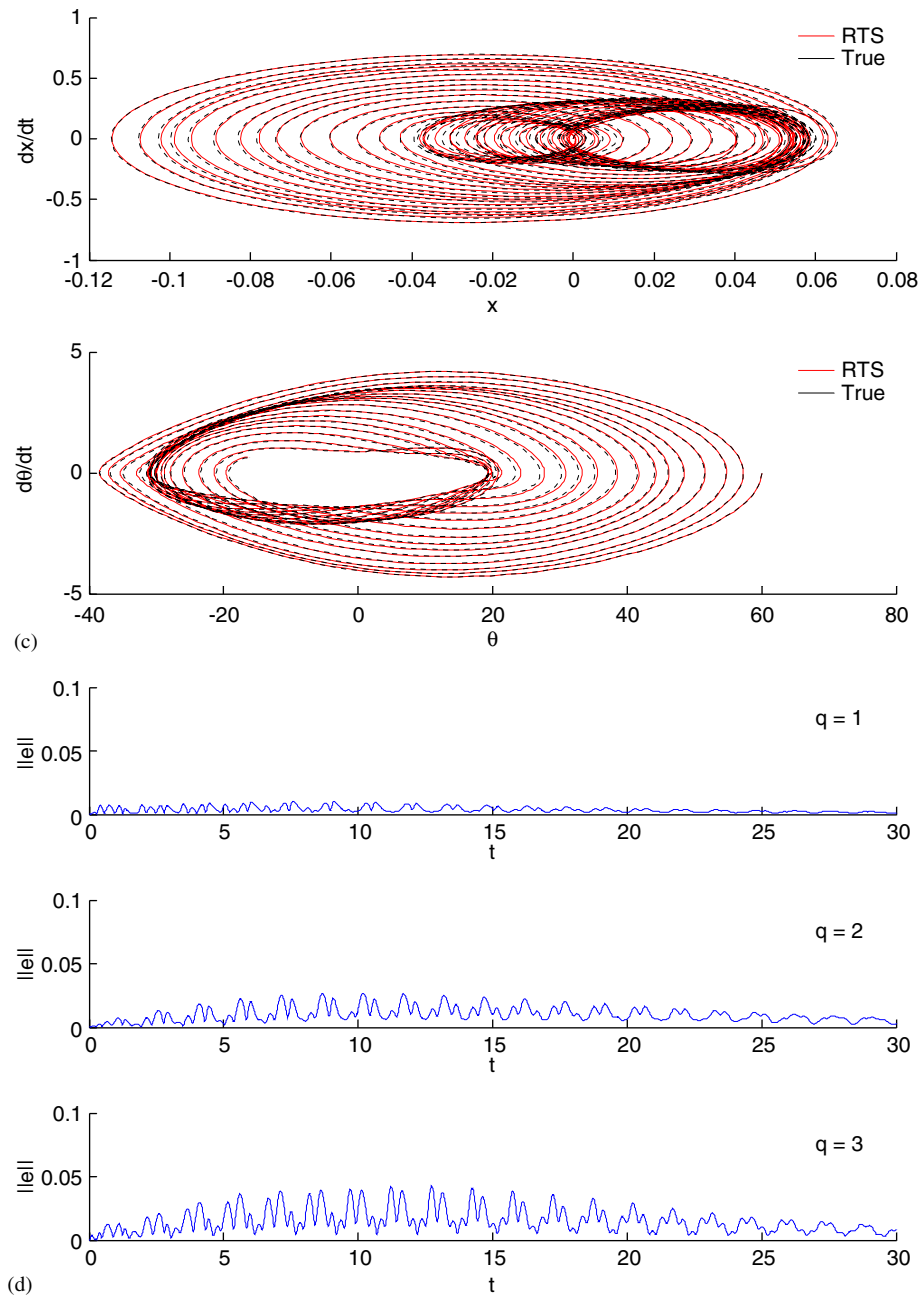 1
0.5
0
-0.5
-1
dx/dt
RTS
True
-0.12 -0.1 -0.08 -0.06 -0.04 -0.02 0 0.02 0.04 0.06 0.08
x
5
0
-5
dθ/dt
RTS
True
-40 -20 0 20 40 60 80
θ
(c)
0.1
0.05
0
||e||
q = 1
0 5 10 15 20 25 30
t
0.1
0.05
0
||e||
q = 2
0 5 10 15 20 25 30
t
0.1
0.05
0
||e||
q = 3
0 5 10 15 20 25 30
t
(d)